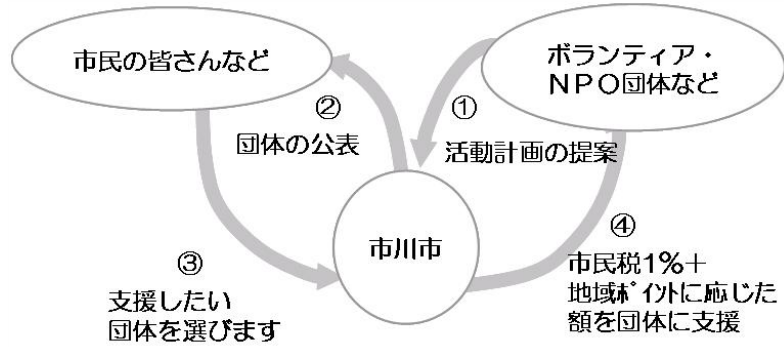 市民の皆さんなど
ボランティア・
ＮＰＯ団体など
①
活動計画の提案
②
団体の公表
市川市
③
支援したい
団体を選びます
④
市民税1％＋
地域ﾎﾟｲﾝﾄに応じた
額を団体に支援